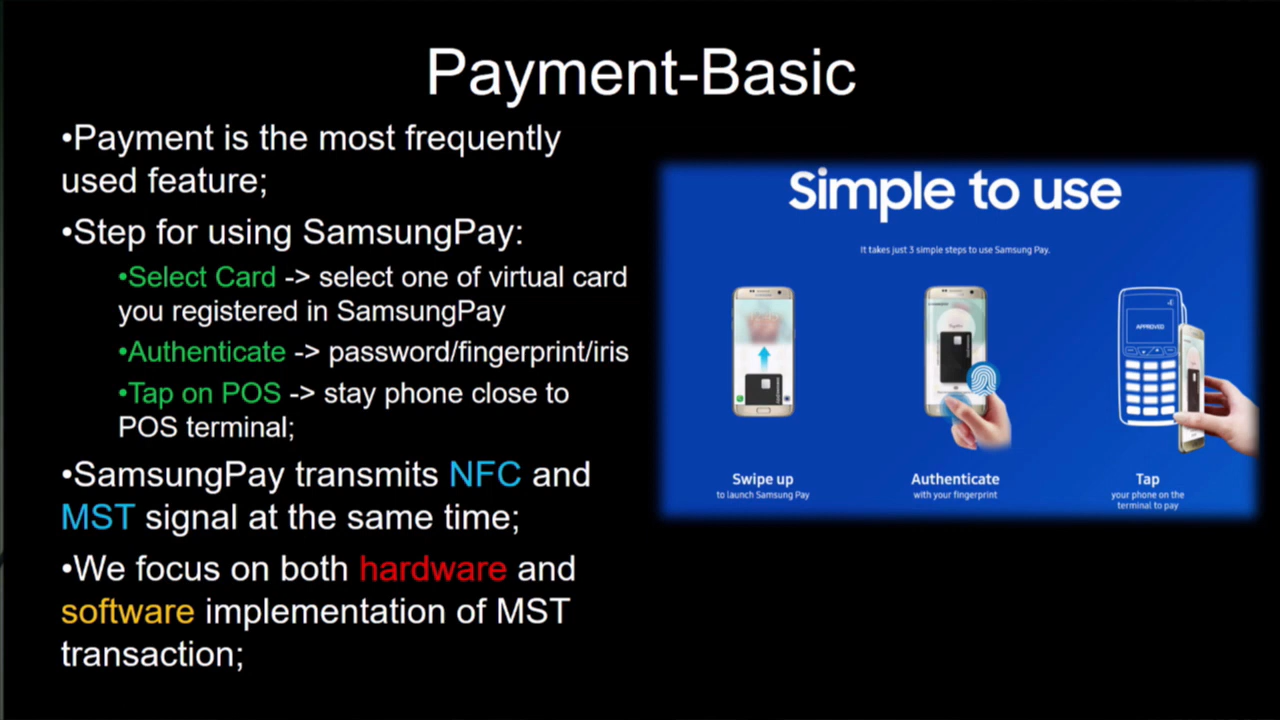 Payment-Basic
•Payment is the most frequently
used feature;
•Step for using SamsungPay:
•Select Card -> select one of virtual card
you registered in SamsungPay
•Authenticate -> password/fingerprint/iris
•Tap on POS -> stay phone close to
POS terminal;
•SamsungPay transmits NFC and
MST signal at the same time;
•We focus on both hardware and
software implementation of MST
transaction;
Simple to use
It takes just 3 simple steps to use Samsung Pay.
APPROVED
Swipe up
to launch Samsung Pay
Authenticate
with your fingerprint
Tap
your phone on the
terminal to pay